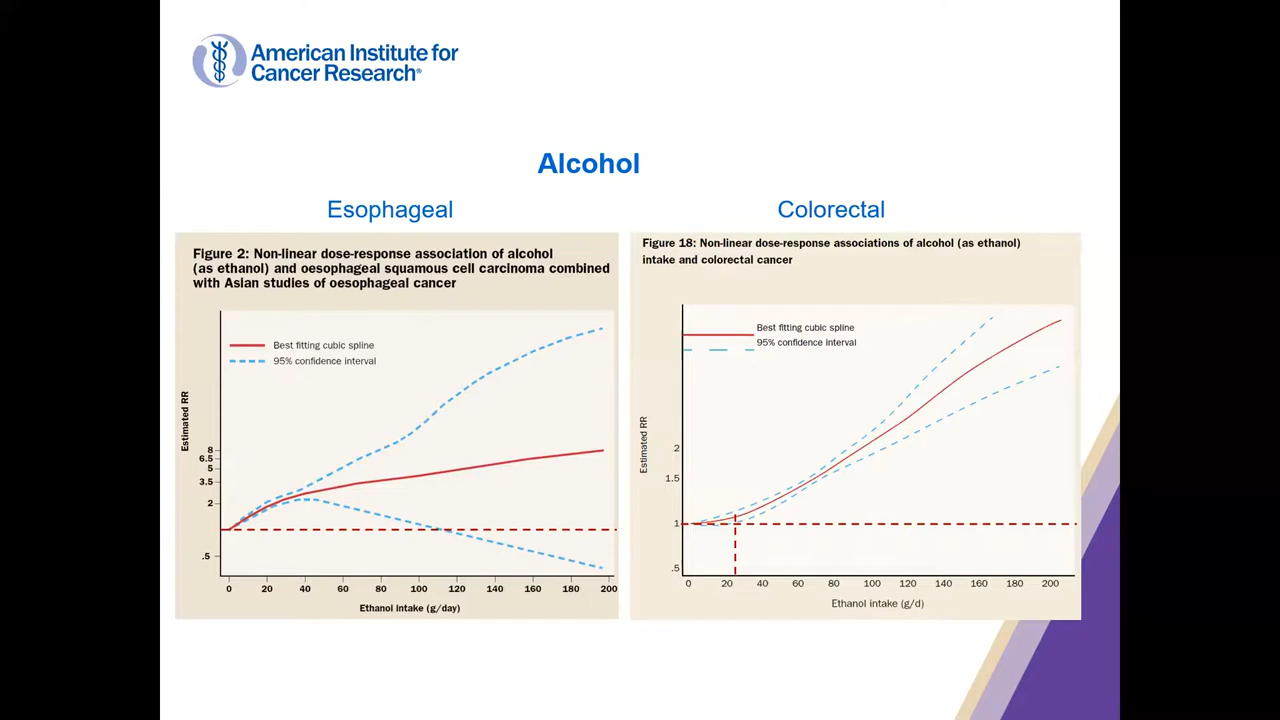 American Institute for
Cancer Research®
Alcohol
Esophageal
Figure 2: Non-linear dose-response association of alcohol
(as ethanol) and oesophageal squamous cell carcinoma combined
with Asian studies of oesophageal cancer
Best fitting cubic spline
95% confidence interval
Estimated RR
8
6.5
5
3.5
2
.5
0 20 40 60 80 100 120 140 160 180 200
Ethanol intake (g/day)
Colorectal
Figure 18: Non-linear dose-response associations of alcohol (as ethanol)
intake and colorectal cancer
Best fitting cubic spline
95% confidence interval
Estimated RR
2
1.5
1
.5
0 20 40 60 80 100 120 140 160 180 200
Ethanol intake (g/d)